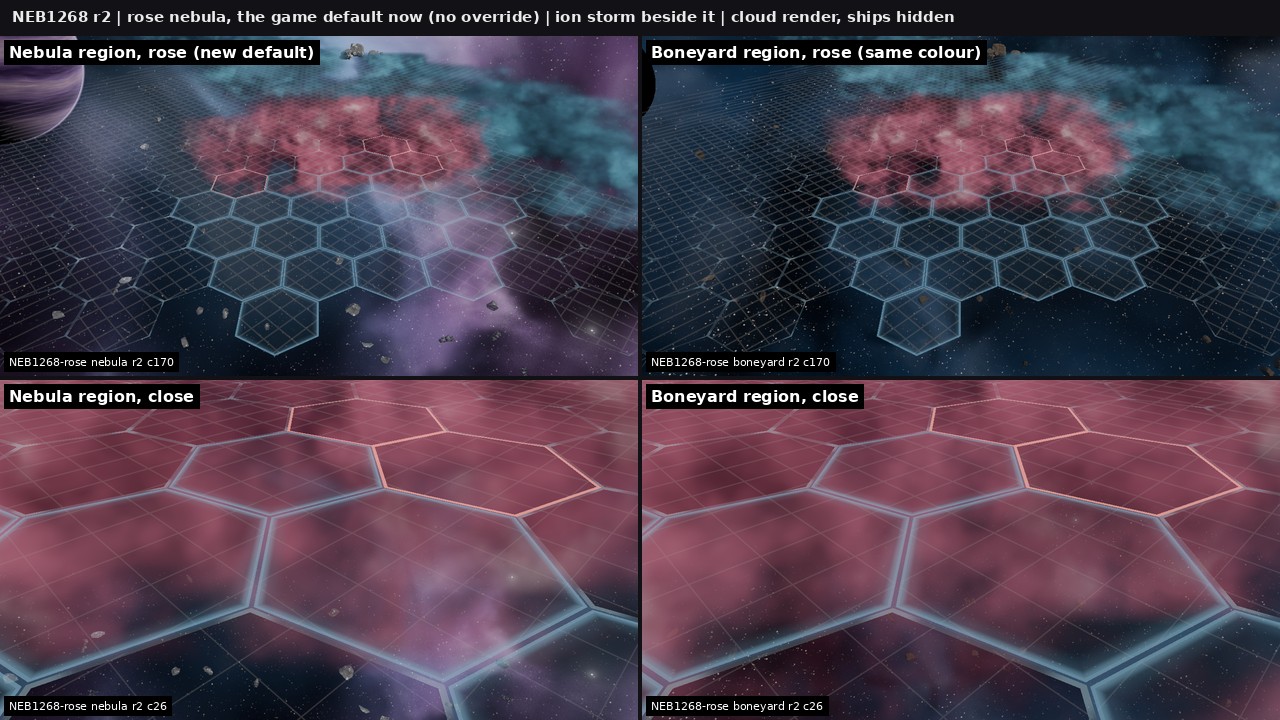 NEB1268 r2 | rose nebula, the game default now (no override) | ion storm beside it | cloud render, ships hidden
Nebula region, rose (new default)
Boneyard region, rose (same colour)
NEB1268-rose nebula r2 c170
NEB1268-rose boneyard r2 c170
Nebula region, close
Boneyard region, close
NEB1268-rose nebula r2 c26
NEB1268-rose boneyard r2 c26